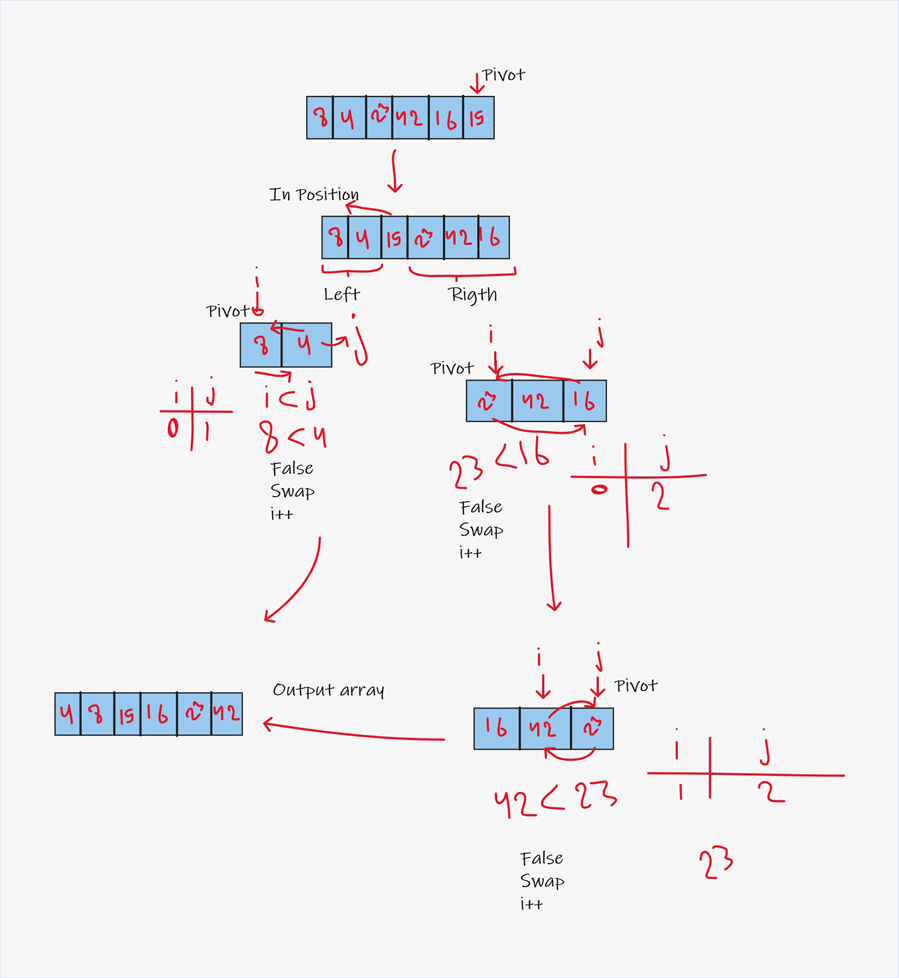 Pivot
8 4 23 42 16 15
In Position
8 4 15 23 42 16
Left
Rigth
i
Pivot
8 4
j
i j
0 1
i < j
8 < 4
False
Swap
i++
i
j
Pivot
23 42 16
23 < 16
i j
0 2
False
Swap
i++
i
j
Pivot
16 42 23
42 < 23
i j
1 2
23
False
Swap
i++
Output array
4 8 15 16 23 42